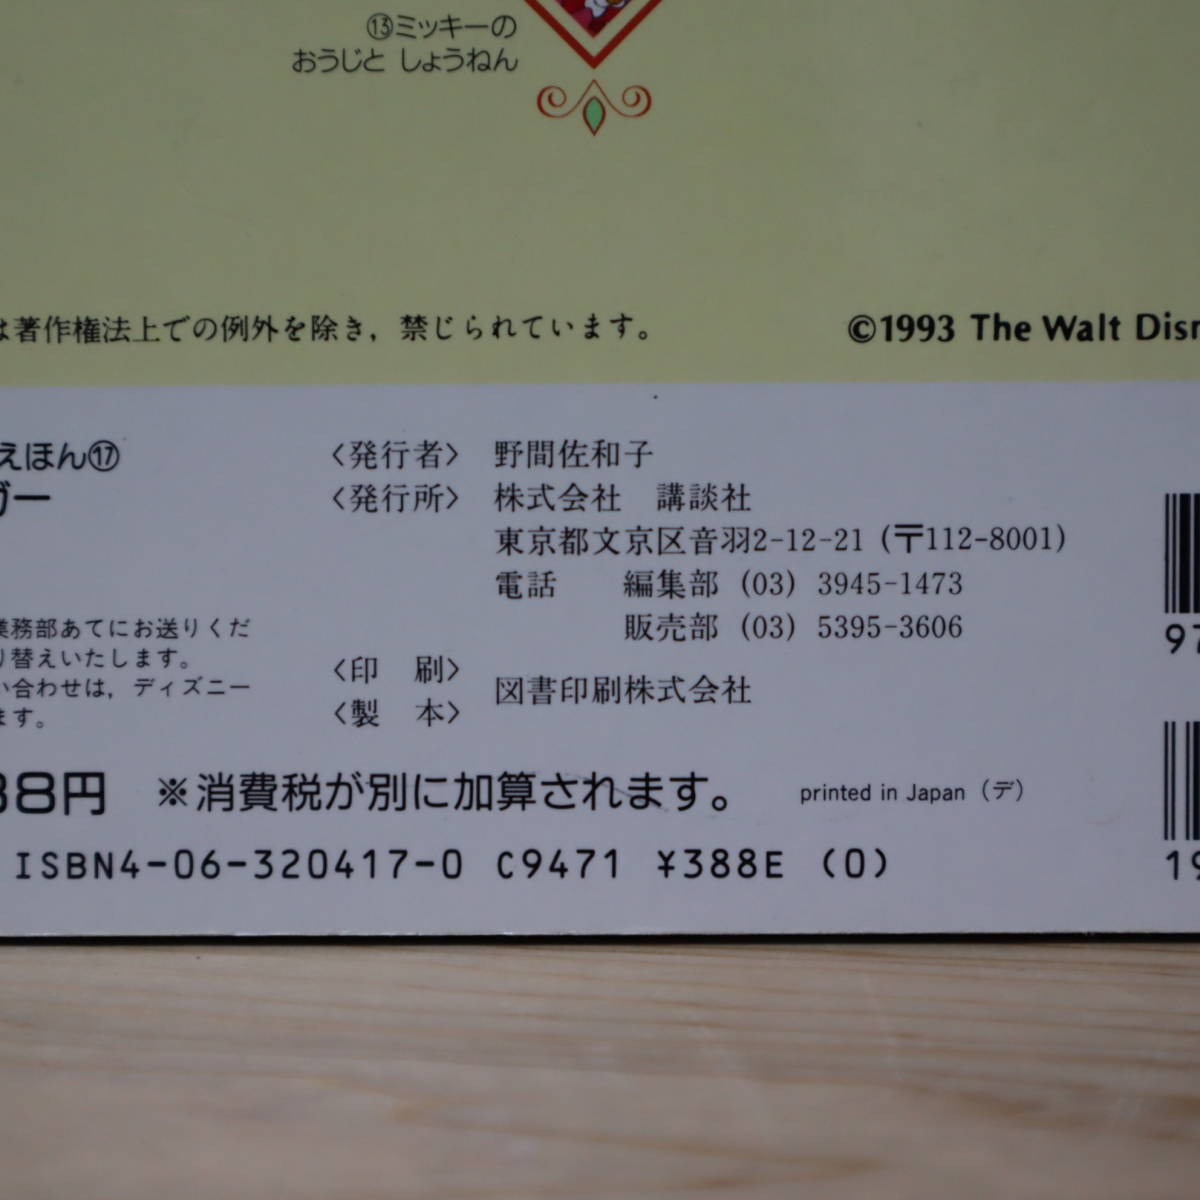 ⑬ミッキーの
おうじと しょうねん
は著作権法上での例外を除き，禁じられています。
©1993 The Walt Disn
えほん⑰
ガー
〈発行者〉 野間佐和子
〈発行所〉 株式会社 講談社
東京都文京区音羽2-12-21 (〒112-8001)
電話 編集部 (03) 3945-1473
販売部 (03) 5395-3606
業務部あてにお送りくだ
り替えいたします。
い合わせは，ディズニー
ます。
〈印 刷〉
〈製 本〉
図書印刷株式会社
88円 ※消費税が別に加算されます。 printed in Japan（デ）
ISBN4-06-320417-0 C9471 ¥388E (0)
97
19